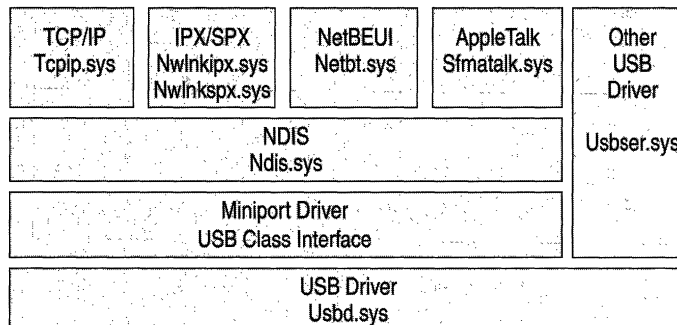 TCP/IP
Tcpip.sys
IPX/SPX
Nwlnkipx.sys
Nwlnkspx.sys
NetBEUI
Netbt.sys
AppleTalk
Sfmatalk.sys
Other
USB
Driver
Usbser.sys
NDIS
Ndis.sys
Miniport Driver
USB Class Interface
USB Driver
Usbd.sys